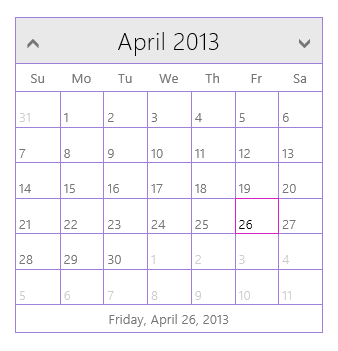 April 2013
Su Mo Tu We Th Fr Sa
31 1 2 3 4 5 6
7 8 9 10 11 12 13
14 15 16 17 18 19 20
21 22 23 24 25 26 27
28 29 30 1 2 3 4
5 6 7 8 9 10 11
Friday, April 26, 2013